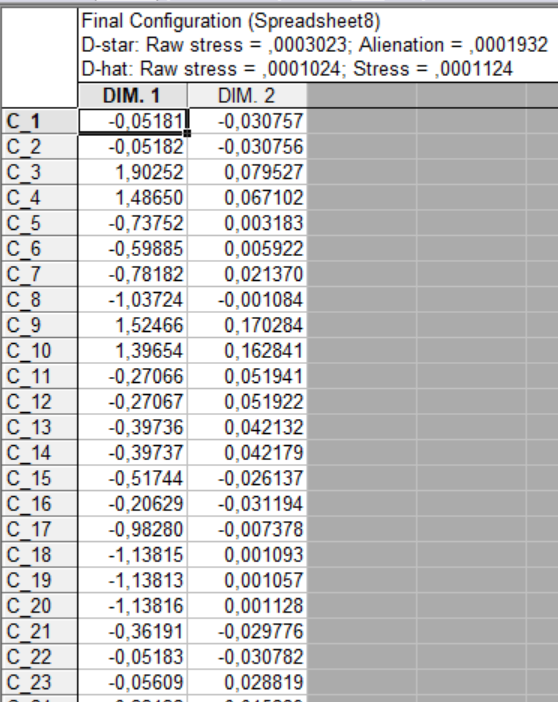 Final Configuration (Spreadsheet8)
D-star: Raw stress = ,0003023; Alienation = ,0001932
D-hat: Raw stress = ,0001024; Stress = ,0001124
DIM. 1 DIM. 2
C_1 -0,05181 -0,030757
C_2 -0,05182 -0,030756
C_3 1,90252 0,079527
C_4 1,48650 0,067102
C_5 -0,73752 0,003183
C_6 -0,59885 0,005922
C_7 -0,78182 0,021370
C_8 -1,03724 -0,001084
C_9 1,52466 0,170284
C_10 1,39654 0,162841
C_11 -0,27066 0,051941
C_12 -0,27067 0,051922
C_13 -0,39736 0,042132
C_14 -0,39737 0,042179
C_15 -0,51744 -0,026137
C_16 -0,20629 -0,031194
C_17 -0,98280 -0,007378
C_18 -1,13815 0,001093
C_19 -1,13813 0,001057
C_20 -1,13816 0,001128
C_21 -0,36191 -0,029776
C_22 -0,05183 -0,030782
C_23 -0,05609 0,028819